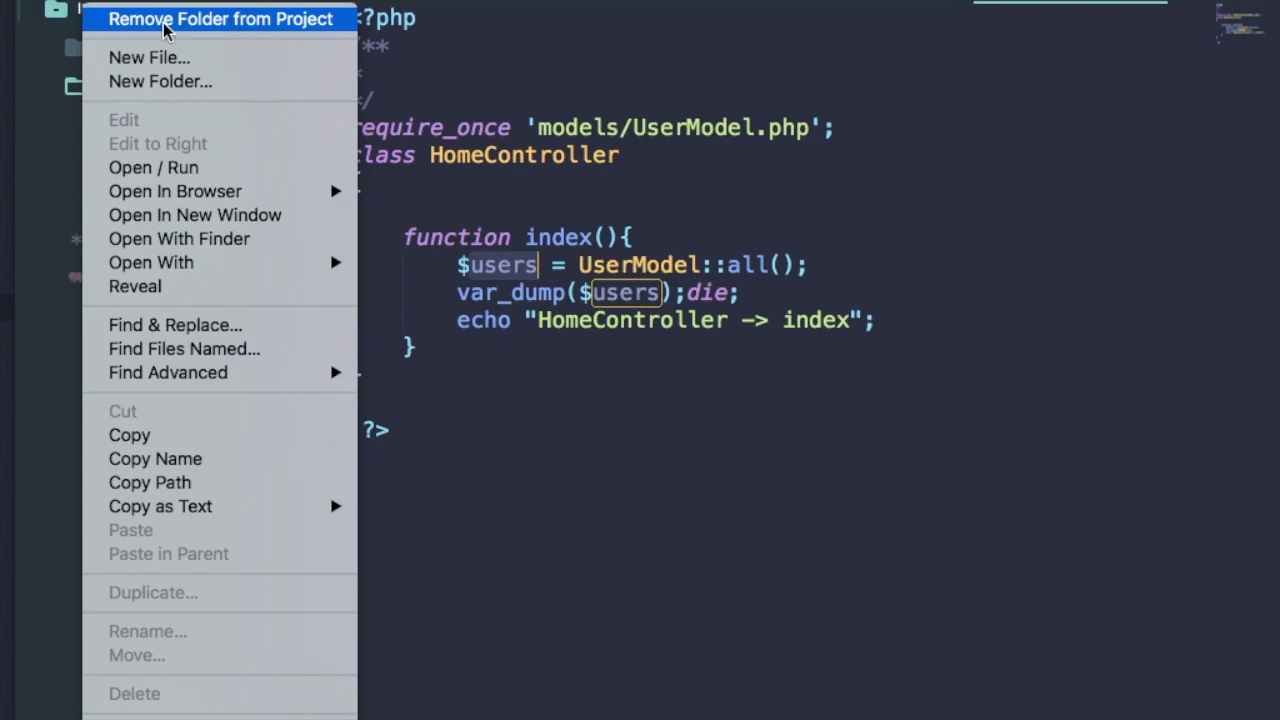 Remove Folder from Project
New File...
New Folder...
Edit
Edit to Right
Open / Run
Open In Browser
Open In New Window
Open With Finder
Open With
Reveal
Find & Replace...
Find Files Named...
Find Advanced
Cut
Copy
Copy Name
Copy Path
Copy as Text
Paste
Paste in Parent
Duplicate...
Rename...
Move...
Delete
<?php
/**
*
*/
require_once 'models/UserModel.php';
class HomeController
{
function index(){
$users = UserModel::all();
var_dump($users);die;
echo "HomeController -> index";
}
}
?>